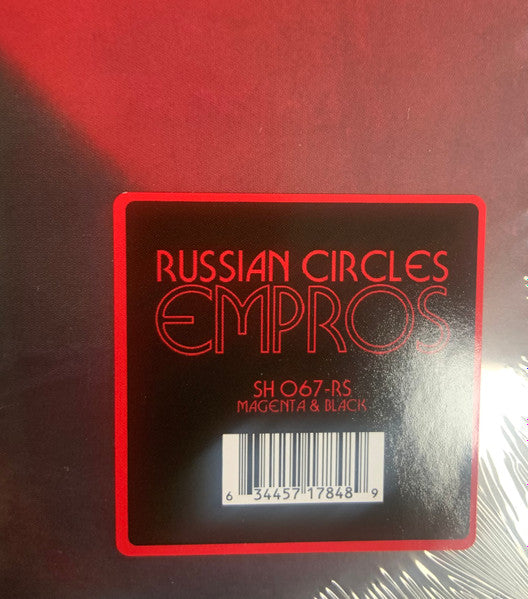 RUSSIAN CIRCLES
EMPROS
SH 067-RS
MAGENTA & BLACK
6 34457 17848 9